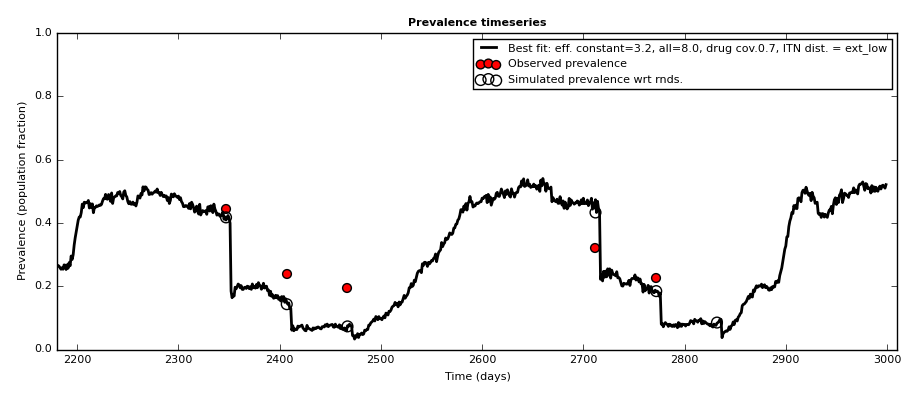 Prevalence timeseries
1.0
0.8
0.6
0.4
0.2
0.0
Prevalence (population fraction)
Best fit: eff. constant=3.2, all=8.0, drug cov.0.7, ITN dist. = ext_low
Observed prevalence
Simulated prevalence wrt rnds.
2200 2300 2400 2500 2600 2700 2800 2900 3000
Time (days)